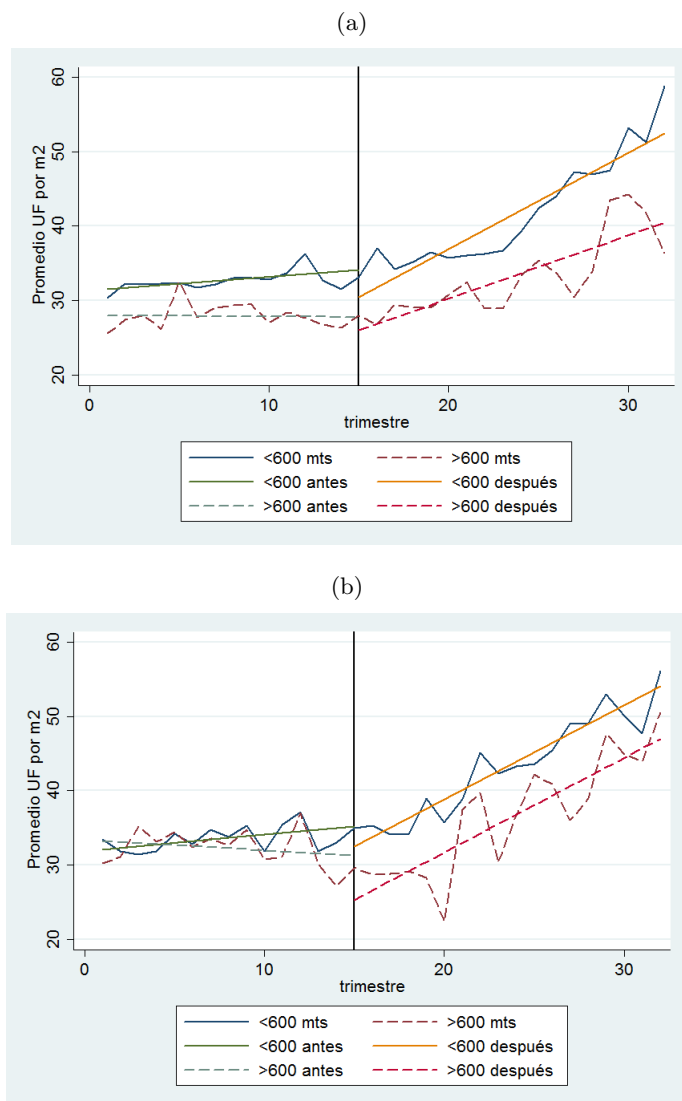 (a)
Promedio UF por m2
60
50
40
30
20
0 10 20 30
trimestre
<600 mts >600 mts
<600 antes <600 después
>600 antes >600 después
(b)
Promedio UF por m2
60
50
40
30
20
0 10 20 30
trimestre
<600 mts >600 mts
<600 antes <600 después
>600 antes >600 después